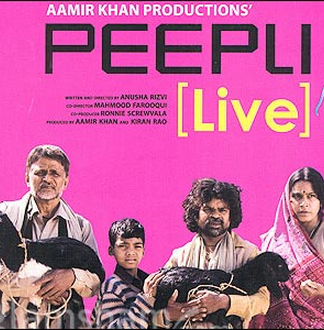 AAMIR KHAN PRODUCTIONS'
PEEPLI
[Live]
WRITTEN AND DIRECTED BY ANUSHA RIZVI
CO-DIRECTOR MAHMOOD FAROOQUI
CO-PRODUCER RONNIE SCREWVALA
PRODUCED BY AAMIR KHAN AND KIRAN RAO